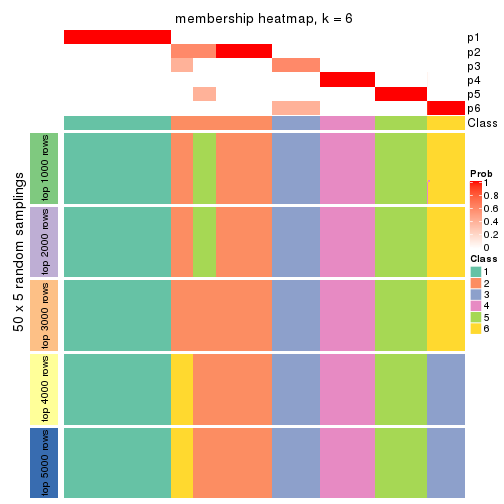 membership heatmap, k = 6
p1
p2
p3
p4
p5
p6
Class
50 x 5 random samplings
top 1000 rows
top 2000 rows
top 3000 rows
top 4000 rows
top 5000 rows
Prob
1
0.8
0.6
0.4
0.2
0
Class
1
2
3
4
5
6